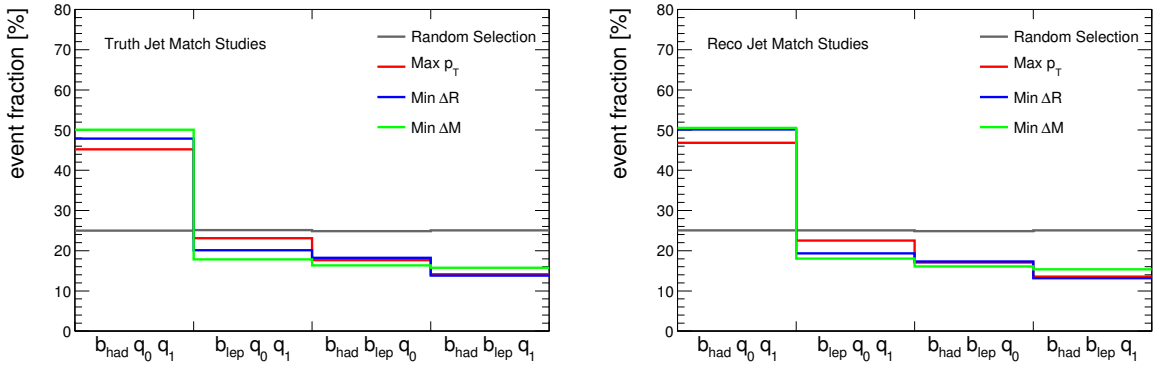 event fraction [%]
80
70
60
50
40
30
20
10
0
Truth Jet Match Studies
Random Selection
Max p_T
Min ΔR
Min ΔM
b_had q_0 q_1
b_lep q_0 q_1
b_had b_lep q_0
b_had b_lep q_1
event fraction [%]
80
70
60
50
40
30
20
10
0
Reco Jet Match Studies
Random Selection
Max p_T
Min ΔR
Min ΔM
b_had q_0 q_1
b_lep q_0 q_1
b_had b_lep q_0
b_had b_lep q_1